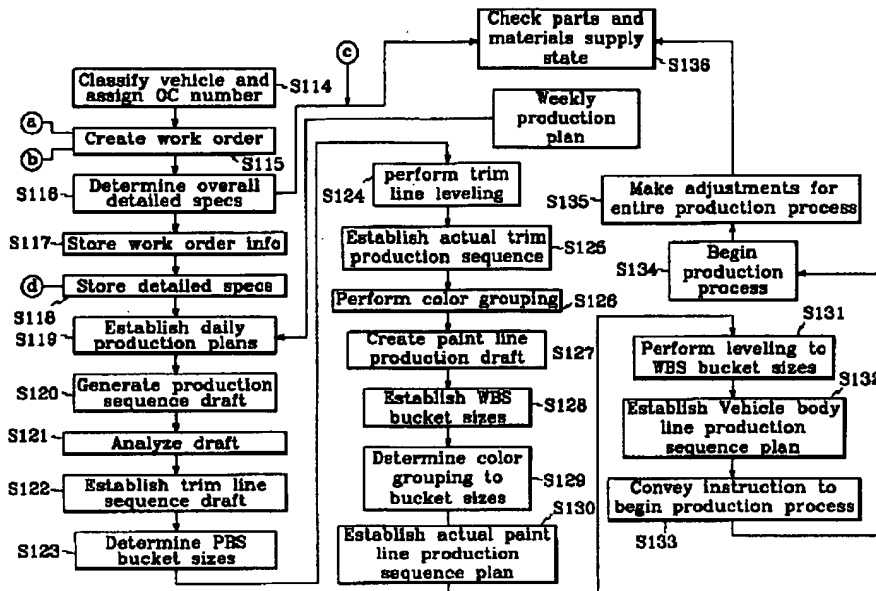 Classify vehicle and
assign OC number
S114
a
b
Create work order
S115
Determine overall
detailed specs
S116
S117
Store work order info
d
Store detailed specs
S118
Establish daily
production plans
S119
Generate production
sequence draft
S120
S121
Analyze draft
Establish trim line
sequence draft
S122
Determine PBS
bucket sizes
S123
c
Check parts and
materials supply
state
S136
Weekly
production
plan
perform trim
line leveling
S124
Establish actual trim
production sequence
S125
Perform color grouping
S126
Create paint line
production draft
S127
Establish WBS
bucket sizes
S128
Determine color
grouping to
bucket sizes
S129
S130
Establish actual paint
line production
sequence plan
Make adjustments for
entire production process
S135
Begin
production
process
S134
S131
Perform leveling to
WBS bucket sizes
S132
Establish Vehicle body
line production
sequence plan
Convey instruction to
begin production process
S133